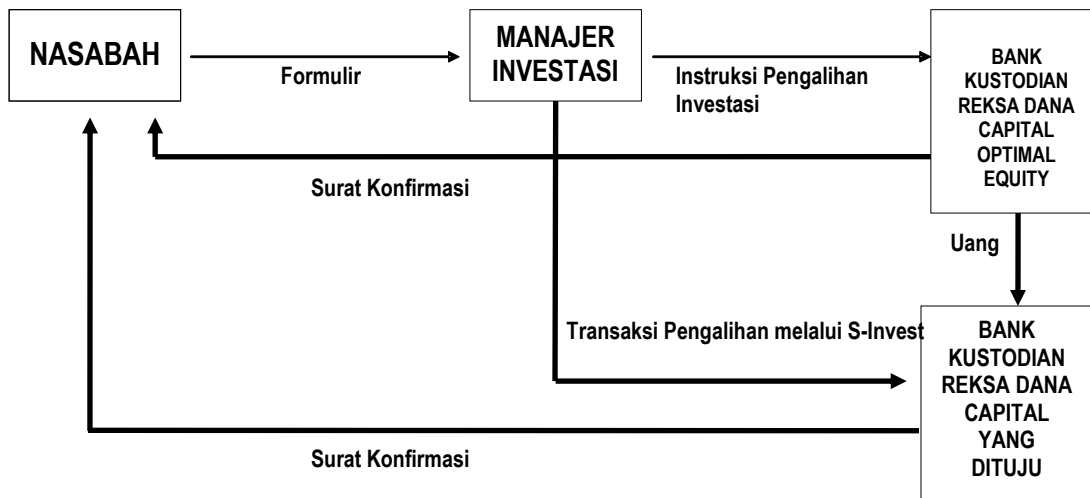 NASABAH
Formulir
MANAJER
INVESTASI
Instruksi Pengalihan
Investasi
BANK
KUSTODIAN
REKSA DANA
CAPITAL
OPTIMAL
EQUITY
Surat Konfirmasi
Uang
Transaksi Pengalihan melalui S-Invest
BANK
KUSTODIAN
REKSA DANA
CAPITAL
YANG
DITUJU
Surat Konfirmasi